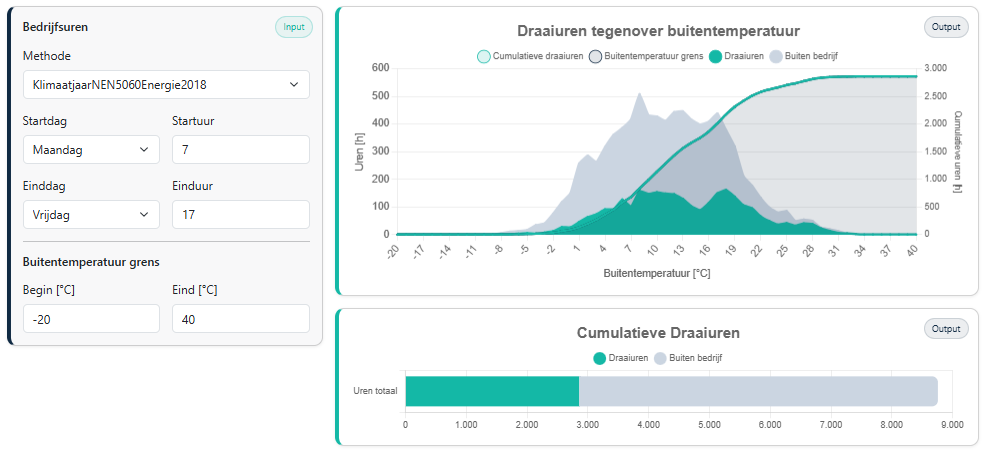 Bedrijfsuren
Input
Methode
KlimaatjaarNEN5060Energie2018
Startdag
Startuur
Maandag
7
Einddag
Einduur
Vrijdag
17
Buitentemperatuur grens
Begin [°C]
Eind [°C]
-20
40
Draaiuren tegenover buitentemperatuur
Output
Cumulatieve draaiuren
Buitentemperatuur grens
Draaiuren
Buiten bedrijf
600
500
400
300
200
100
0
Uren [h]
3.000
2.500
2.000
1.500
1.000
500
0
Cumulatieve uren [h]
-20 -17 -14 -11 -8 -5 -2 1 4 7 10 13 16 19 22 25 28 31 34 37 40
Buitentemperatuur [°C]
Cumulatieve Draaiuren
Output
Draaiuren
Buiten bedrijf
Uren totaal
0 1.000 2.000 3.000 4.000 5.000 6.000 7.000 8.000 9.000